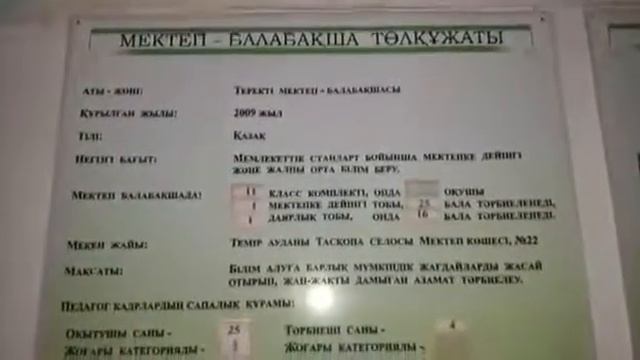 МЕКТЕП - БАЛАБАҚША ТӨЛҚҰЖАТЫ
АТЫ - ЖӨНІ: ТЕРЕКТІ МЕКТЕП - БАЛАБАҚШАСЫ
ҚҰРЫЛҒАН ЖЫЛЫ: 2009 ЖЫЛ
ТІЛІ: ҚАЗАҚ
НЕГІЗГІ БАҒЫТ: МЕМЛЕКЕТТІК СТАНДАРТ БОЙЫНША МЕКТЕПКЕ ДЕЙІНГІ
ЖӘНЕ ЖАЛПЫ ОРТА БІЛІМ БЕРУ.
МЕКТЕП БАЛАБАҚШАДА: 11 КЛАСС КОМПЛЕКТІ, ОНДА ОҚУШЫ
1 МЕКТЕПКЕ ДЕЙІНГІ ТОБЫ, 25 БАЛА ТӘРБИЕЛЕНЕДІ,
1 ДАЯРЛЫҚ ТОБЫ, ОНДА 16 БАЛА ТӘРБИЕЛЕНЕДІ.
МЕКЕН ЖАЙЫ: ТЕМІР АУДАНЫ ТАСКОПА СЕЛОСЫ МЕКТЕП КӨШЕСІ, №22
МАҚСАТЫ: БІЛІМ АЛУҒА БАРЛЫҚ МҮМКІНДІК ЖАҒДАЙЛАРДЫ ЖАСАЙ
ОТЫРЫП, ЖАН-ЖАҚТЫ ДАМЫҒАН АЗАМАТ ТӘРБИЕЛЕУ.
ПЕДАГОГ КАДРЛАРДЫҢ САПАЛЫҚ ҚҰРАМЫ:
ОҚЫТУШЫ САНЫ - 25 ТӘРБИЕШІ САНЫ - 4
ЖОҒАРЫ КАТЕГОРИЯЛЫ - ЖОҒАРЫ КАТЕГОРИЯЛЫ -